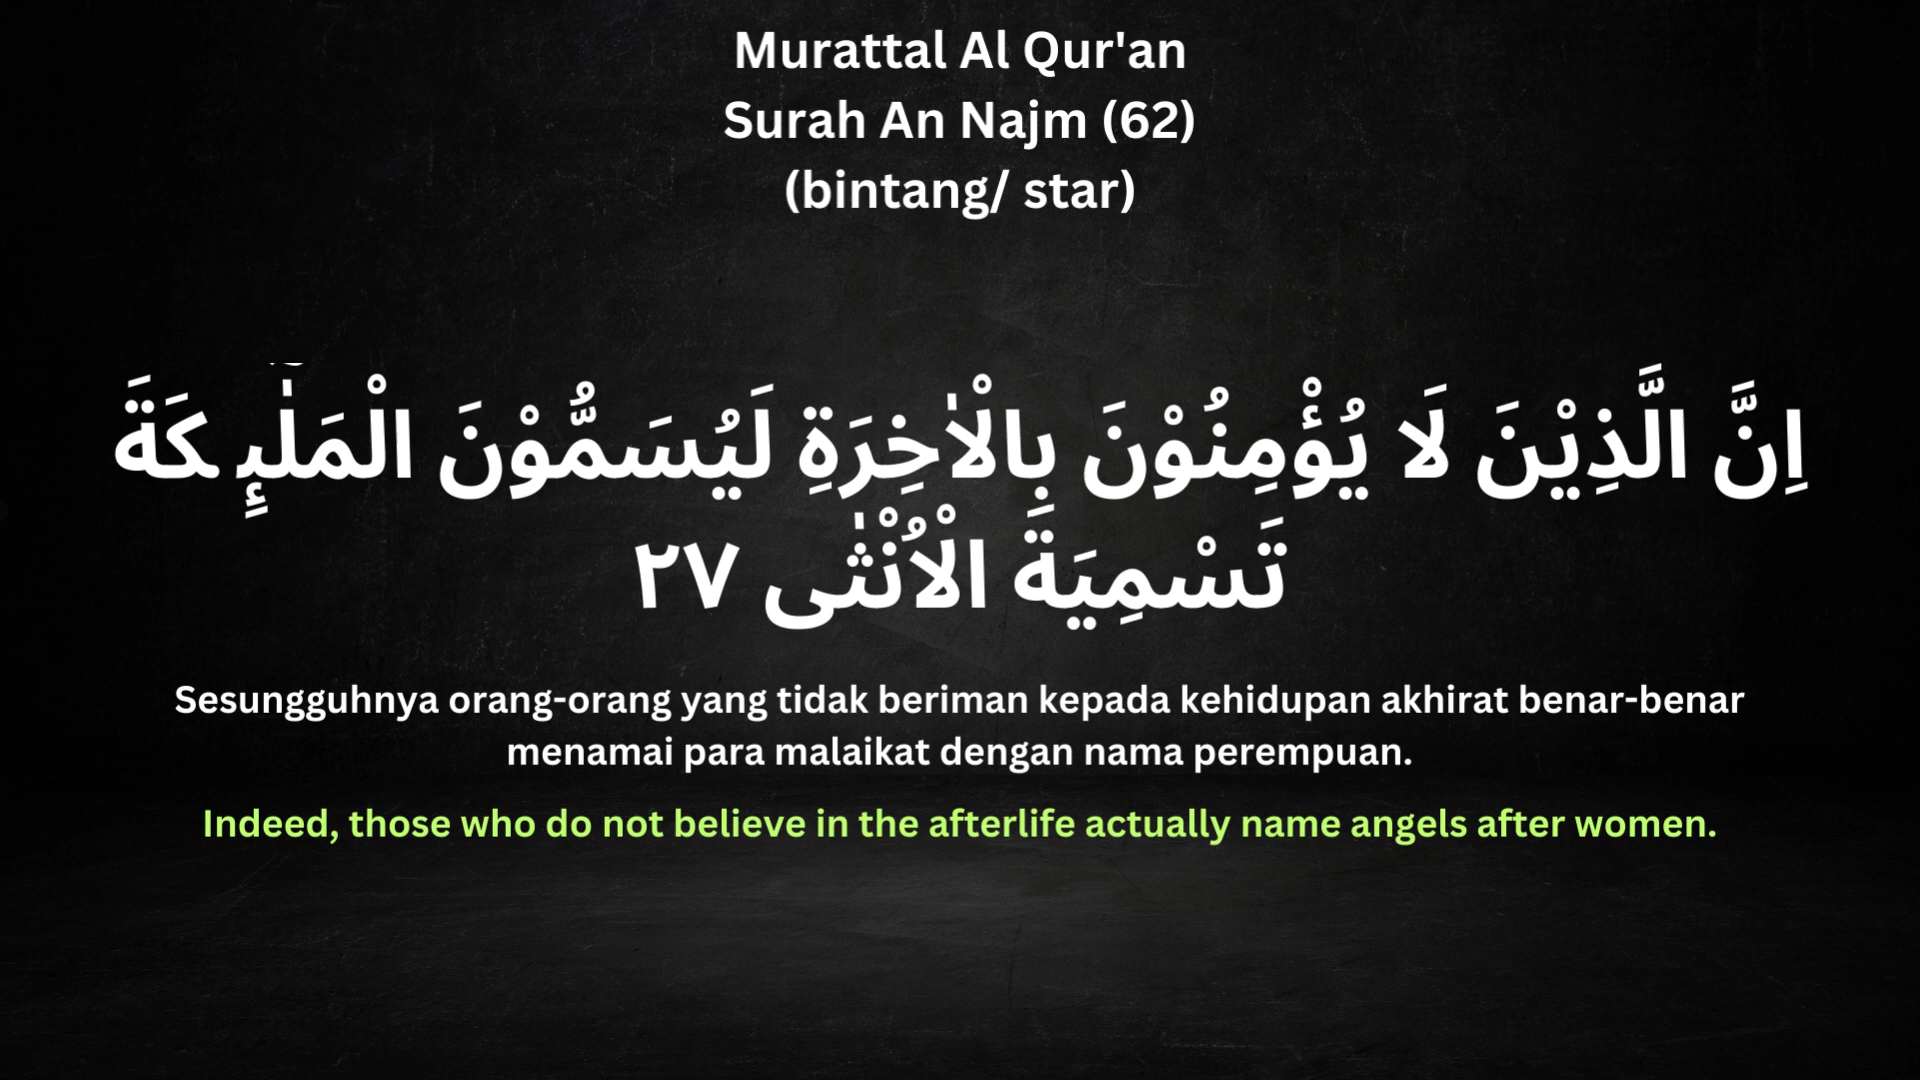 Murattal Al Qur'an
Surah An Najm (62)
(bintang/ star)
اِنَّ الَّذِيْنَ لَا يُؤْمِنُوْنَ بِالْاٰخِرَةِ لَيُسَمُّوْنَ الْمَلٰۤىِٕكَةَ
تَسْمِيَةَ الْاُنْثٰى ٢٧
Sesungguhnya orang-orang yang tidak beriman kepada kehidupan akhirat benar-benar
menamai para malaikat dengan nama perempuan.
Indeed, those who do not believe in the afterlife actually name angels after women.